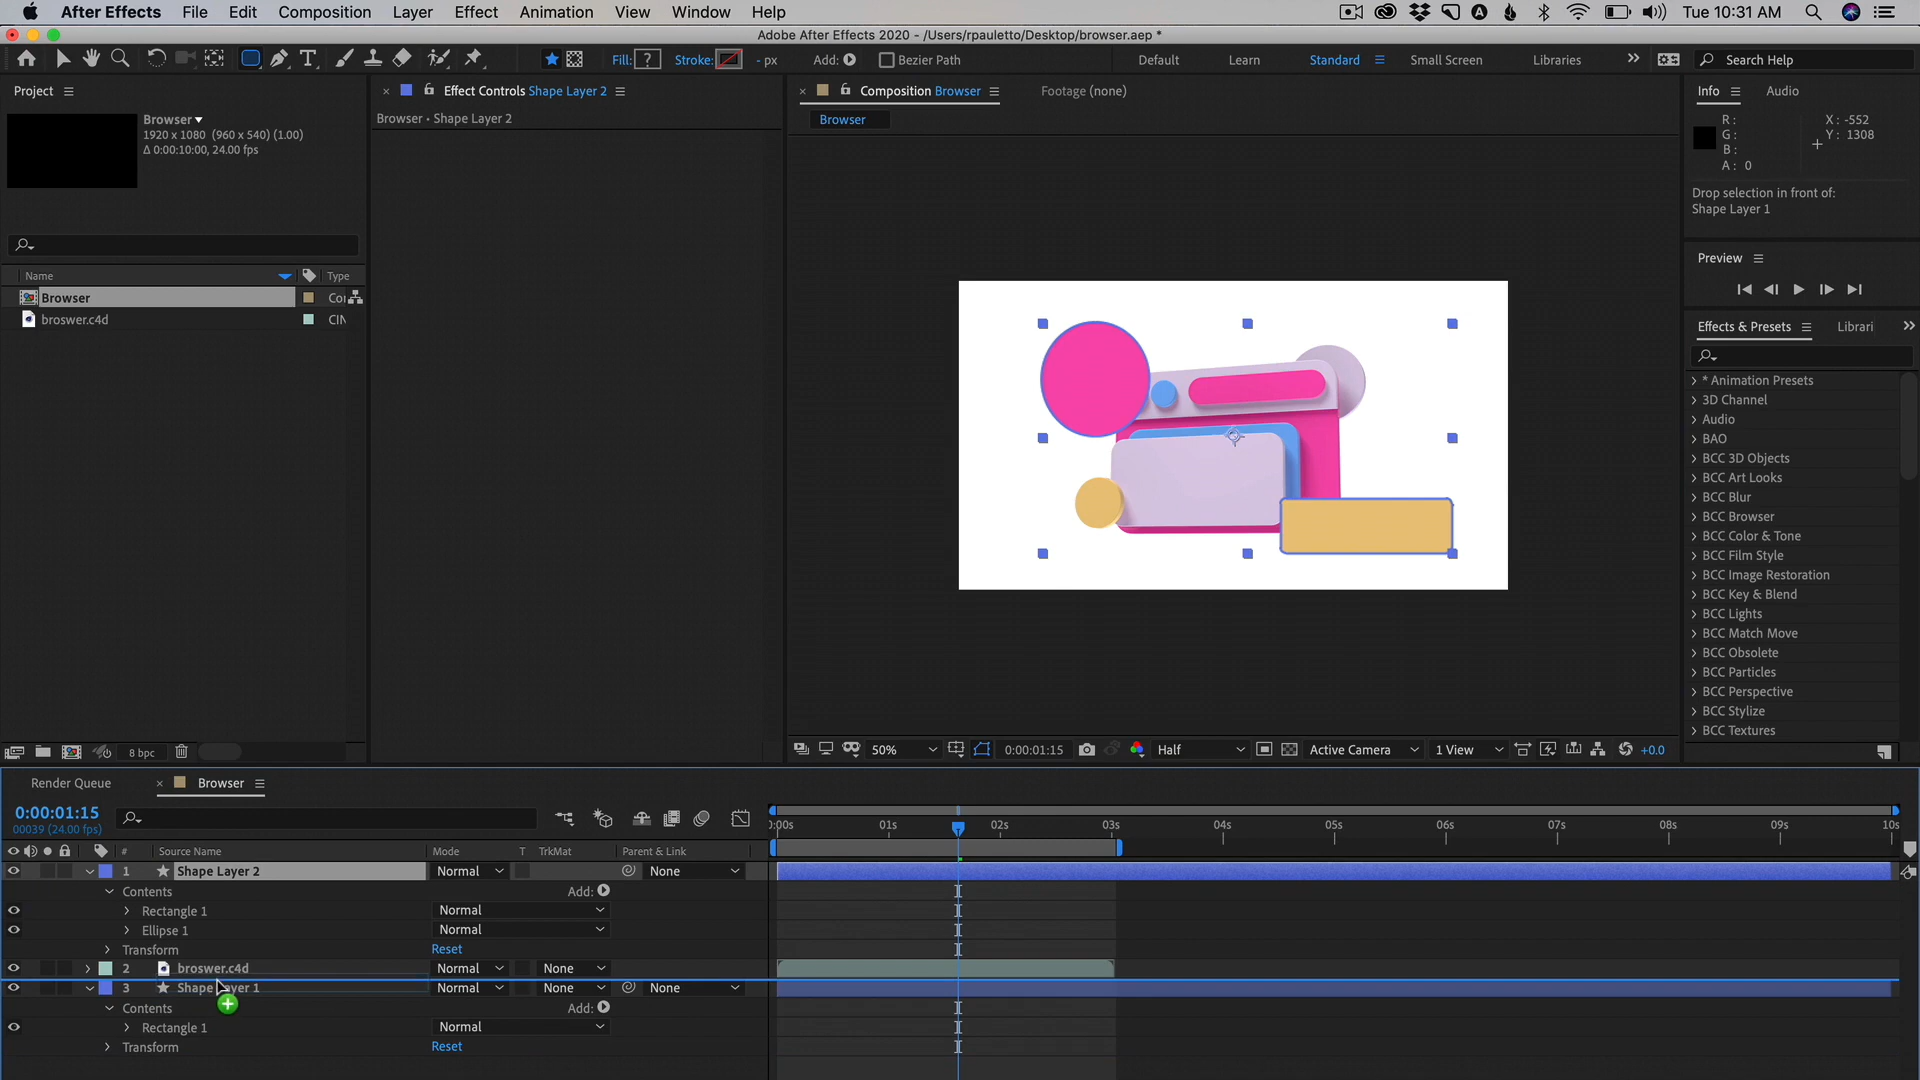 After Effects File Edit Composition Layer Effect Animation View Window Help
Tue 10:31 AM
Adobe After Effects 2020 - /Users/rpauletto/Desktop/browser.aep *
Fill: ? Stroke: - px Add: Bezier Path Default Learn Standard Small Screen Libraries Search Help
Project
Browser
1920 x 1080 (960 x 540) (1.00)
Δ 0:00:10:00, 24.00 fps
Name Type
Browser Co
broswer.c4d CIN
8 bpc
Effect Controls Shape Layer 2
Browser • Shape Layer 2
Composition Browser Footage (none)
Browser
50% 0:00:01:15 Half Active Camera 1 View +0.0
Info Audio
R : X : -552
G : Y : 1308
B :
A : 0
Drop selection in front of:
Shape Layer 1
Preview
Effects & Presets Librari
* Animation Presets
3D Channel
Audio
BAO
BCC 3D Objects
BCC Art Looks
BCC Blur
BCC Browser
BCC Color & Tone
BCC Film Style
BCC Image Restoration
BCC Key & Blend
BCC Lights
BCC Match Move
BCC Obsolete
BCC Particles
BCC Perspective
BCC Stylize
BCC Textures
Render Queue Browser
0:00:01:15
00039 (24.00 fps)
:00s 01s 02s 03s 04s 05s 06s 07s 08s 09s 10s
# Source Name Mode T TrkMat Parent & Link
1 Shape Layer 2 Normal None
Contents Add:
Rectangle 1 Normal
Ellipse 1 Normal
Transform Reset
2 broswer.c4d Normal None
3 Shape Layer 1 Normal None None
Contents Add:
Rectangle 1 Normal
Transform Reset